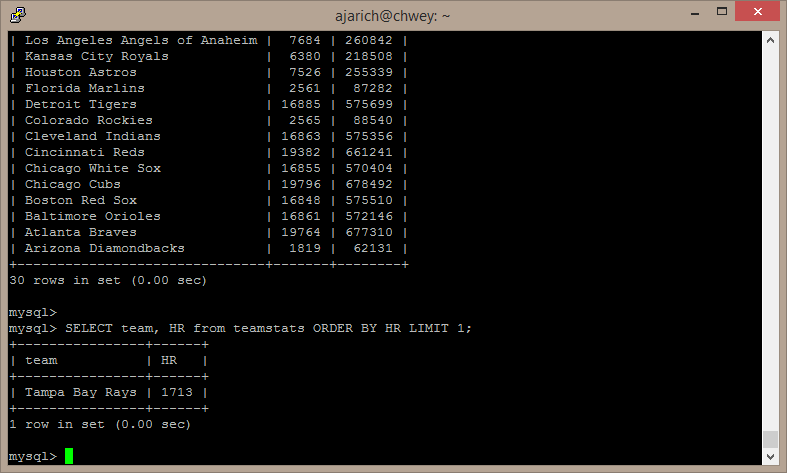 ajarich@chwey: ~
| Los Angeles Angels of Anaheim |  7684 | 260842 |
| Kansas City Royals            |  6380 | 218508 |
| Houston Astros                |  7526 | 255339 |
| Florida Marlins               |  2561 |  87282 |
| Detroit Tigers                | 16885 | 575699 |
| Colorado Rockies              |  2565 |  88540 |
| Cleveland Indians             | 16863 | 575356 |
| Cincinnati Reds               | 19382 | 661241 |
| Chicago White Sox             | 16855 | 570404 |
| Chicago Cubs                  | 19796 | 678492 |
| Boston Red Sox                | 16848 | 575510 |
| Baltimore Orioles             | 16861 | 572146 |
| Atlanta Braves                | 19764 | 677310 |
| Arizona Diamondbacks          |  1819 |  62131 |
+-------------------------------+-------+--------+
30 rows in set (0.00 sec)
mysql>
mysql> SELECT team, HR from teamstats ORDER BY HR LIMIT 1;
+----------------+------+
| team           | HR   |
+----------------+------+
| Tampa Bay Rays | 1713 |
+----------------+------+
1 row in set (0.00 sec)
mysql>